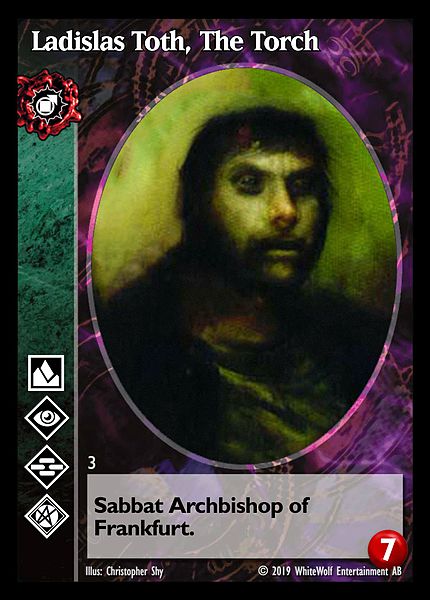 Ladislas Toth, The Torch
3
Sabbat Archbishop of
Frankfurt.
7
Illus: Christopher Shy
© 2019 WhiteWolf Entertainment AB